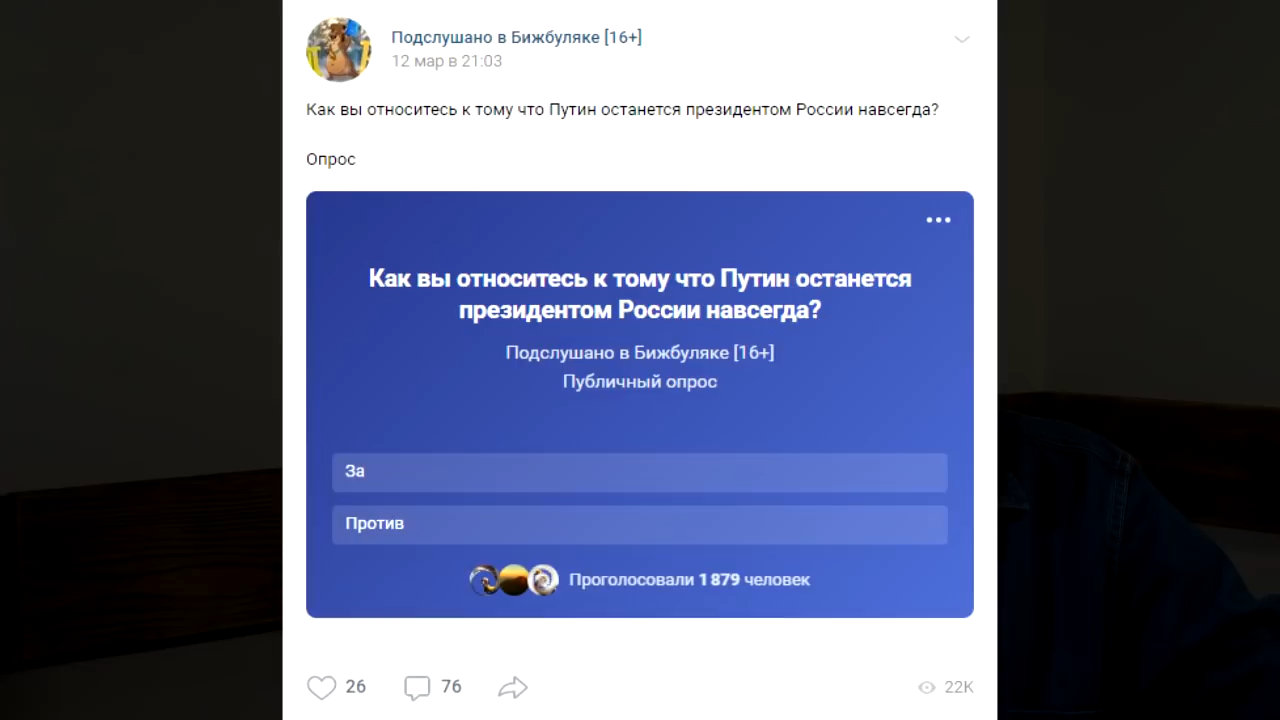 Подслушано в Бижбуляке [16+]
12 мар в 21:03
Как вы относитесь к тому что Путин останется президентом России навсегда?
Опрос
Как вы относитесь к тому что Путин останется
президентом России навсегда?
Подслушано в Бижбуляке [16+]
Публичный опрос
За
Против
Проголосовали 1 879 человек
26 76 22K